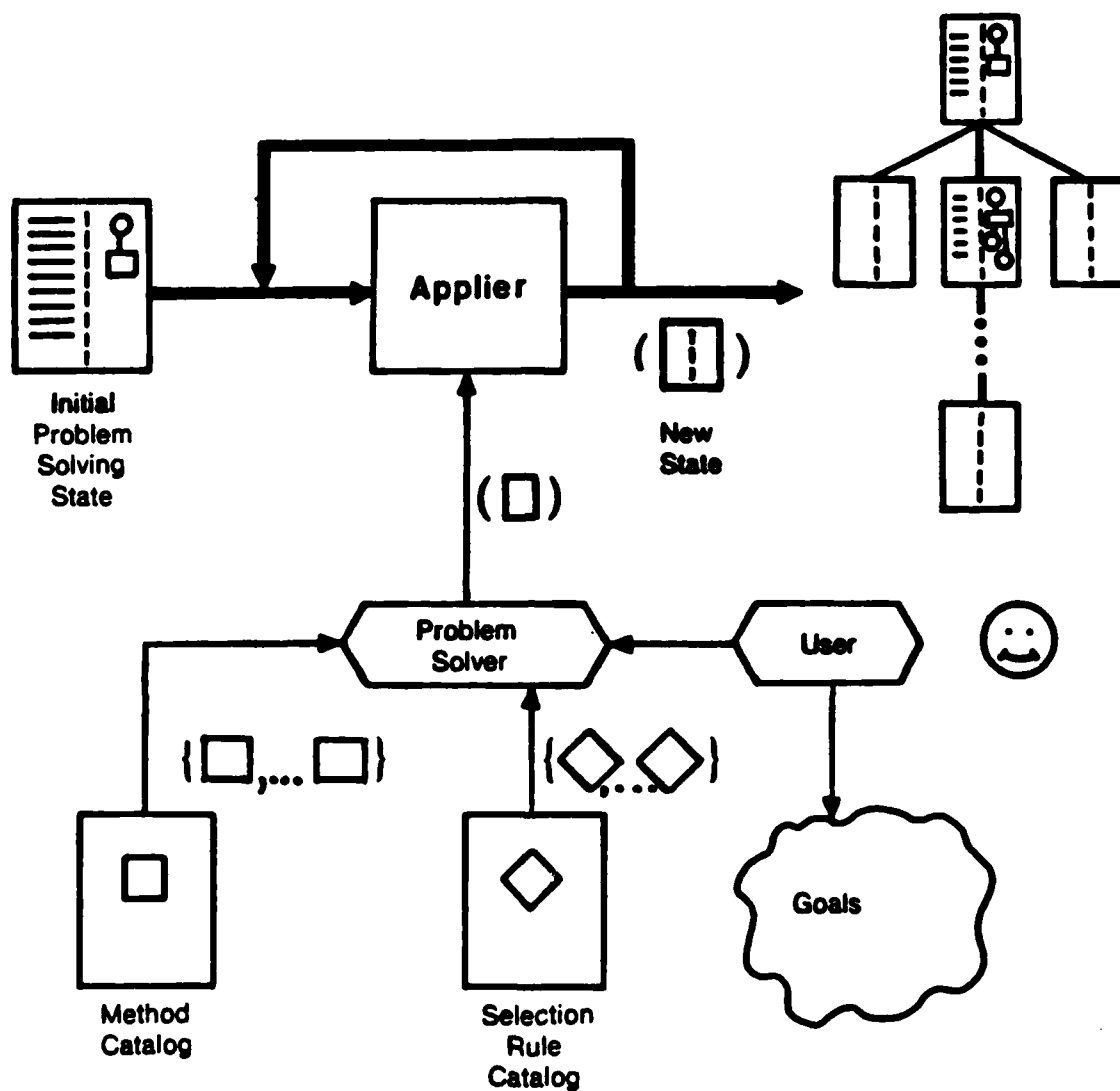 Applier
Initial
Problem
Solving
State
New
State
Problem
Solver
User
Goals
Method
Catalog
Selection
Rule
Catalog